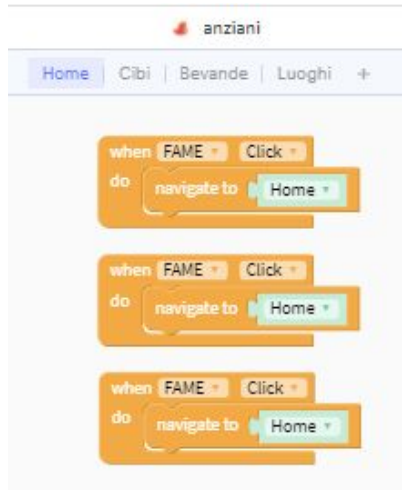 anziani
Home | Cibi | Bevande | Luoghi +
when FAME Click
do navigate to Home
when FAME Click
do navigate to Home
when FAME Click
do navigate to Home